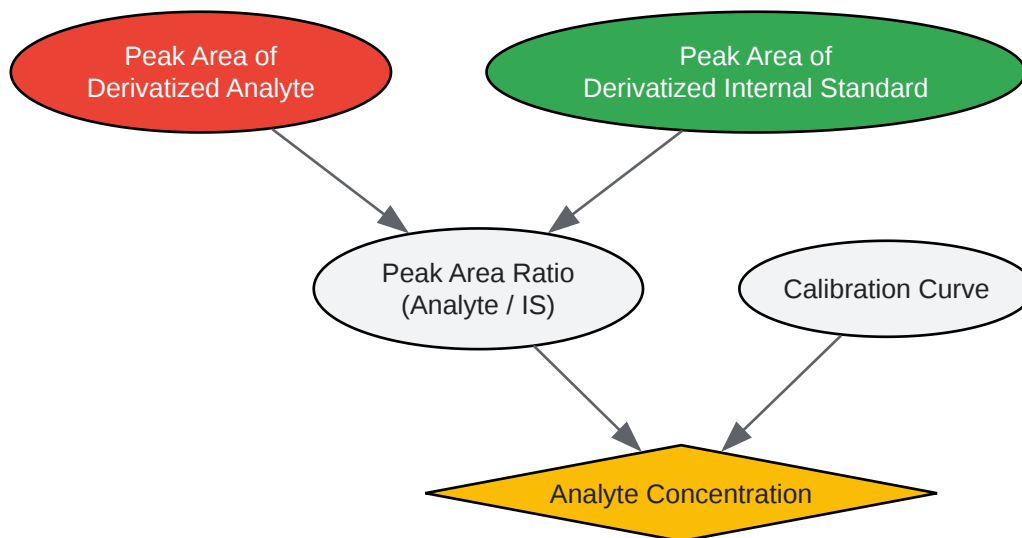 Peak Area of
Derivatized Analyte
Peak Area of
Derivatized Internal Standard
Peak Area Ratio
(Analyte / IS)
Calibration Curve
Analyte Concentration